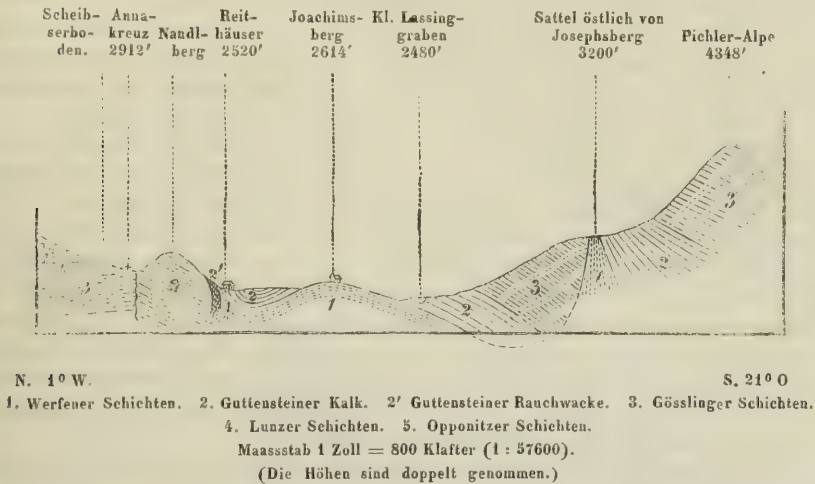 Scheib- Anna- Reit- Joachims- Kl. Lassing- Sattel östlich von
serbo- kreuz Nandl- häuser berg graben Josephsberg Pichler-Alpe
den. 2912' berg 2520' 2614' 2480' 3200' 4348'
3 2 2' 1 2 1 2 3 1 2 3
N. 1⁰ W. S. 21⁰ O
1. Werfener Schichten. 2. Guttensteiner Kalk. 2' Guttensteiner Rauchwacke. 3. Gösslinger Schichten.
4. Lunzer Schichten. 5. Opponitzer Schichten.
Maassstab 1 Zoll = 800 Klafter (1 : 57600).
(Die Höhen sind doppelt genommen.)